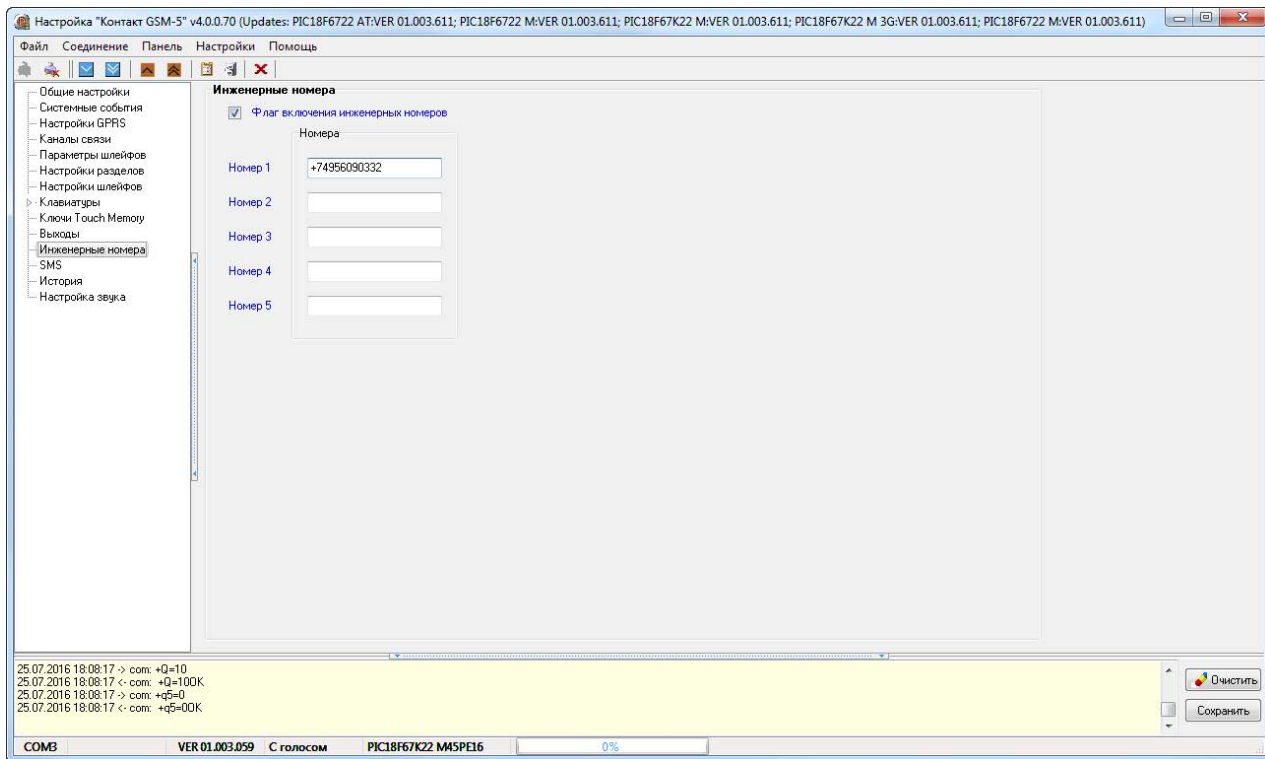 Настройка "Контакт GSM-5" v4.0.0.70 (Updates: PIC18F6722 AT:VER 01.003.611; PIC18F6722 M:VER 01.003.611; PIC18F67K22 M:VER 01.003.611; PIC18F67K22 M 3G:VER 01.003.611; PIC18F6722 M:VER 01.003.611)
Файл Соединение Панель Настройки Помощь
Общие настройки
Системные события
Настройки GPRS
Каналы связи
Параметры шлейфов
Настройки разделов
Настройки шлейфов
Клавиатуры
Ключи Touch Memory
Выходы
Инженерные номера
SMS
История
Настройка звука
Инженерные номера
Флаг включения инженерных номеров
Номера
Номер 1 +74956090332
Номер 2
Номер 3
Номер 4
Номер 5
25.07.2016 18:08:17 -> com: +Q=10
25.07.2016 18:08:17 <- com: +Q=10OK
25.07.2016 18:08:17 -> com: +q5=0
25.07.2016 18:08:17 <- com: +q5=0OK
Очистить
Сохранить
COM3 VER 01.003.059 С голосом PIC18F67K22 M45PE16 0%